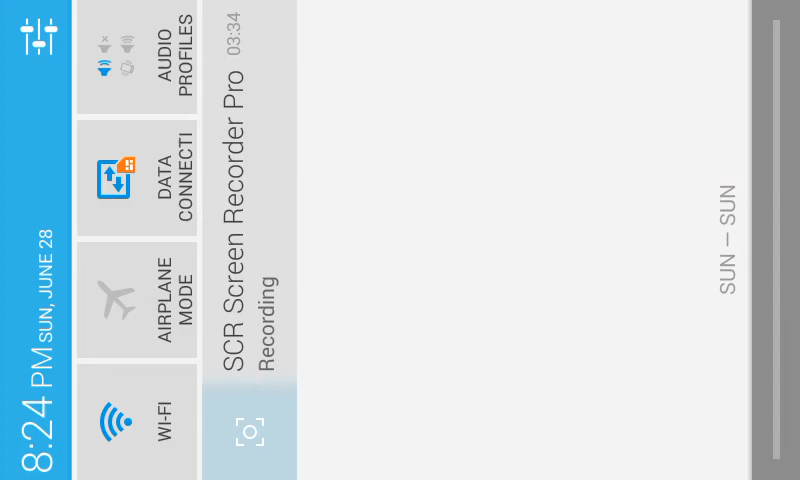 8:24 PM SUN, JUNE 28
WI-FI
AIRPLANE
MODE
DATA
CONNECTI
AUDIO
PROFILES
SCR Screen Recorder Pro 03:34
Recording
SUN — SUN